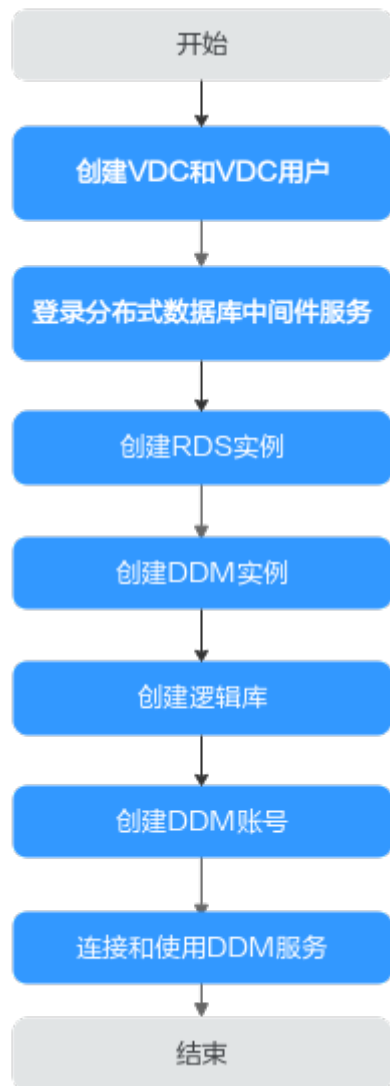 开始
创建VDC和VDC用户
登录分布式数据库中间件服务
创建RDS实例
创建DDM实例
创建逻辑库
创建DDM账号
连接和使用DDM服务
结束